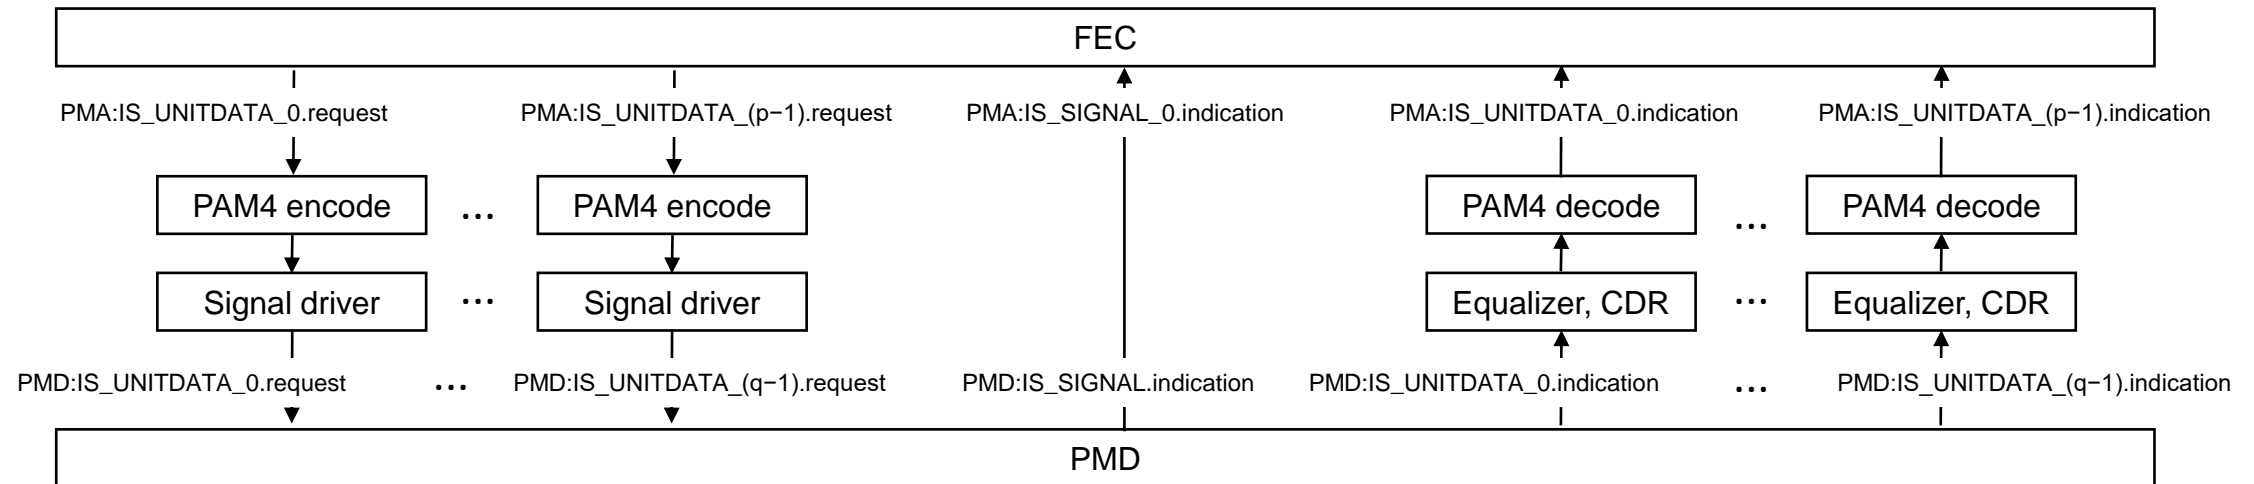 FEC
PMA:IS_UNITDATA_0.request PMA:IS_UNITDATA_(p−1).request PMA:IS_SIGNAL_0.indication PMA:IS_UNITDATA_0.indication PMA:IS_UNITDATA_(p−1).indication
PAM4 encode ... PAM4 encode PAM4 decode ... PAM4 decode
Signal driver ... Signal driver Equalizer, CDR ... Equalizer, CDR
PMD:IS_UNITDATA_0.request ... PMD:IS_UNITDATA_(q−1).request PMD:IS_SIGNAL.indication PMD:IS_UNITDATA_0.indication ... PMD:IS_UNITDATA_(q−1).indication
PMD